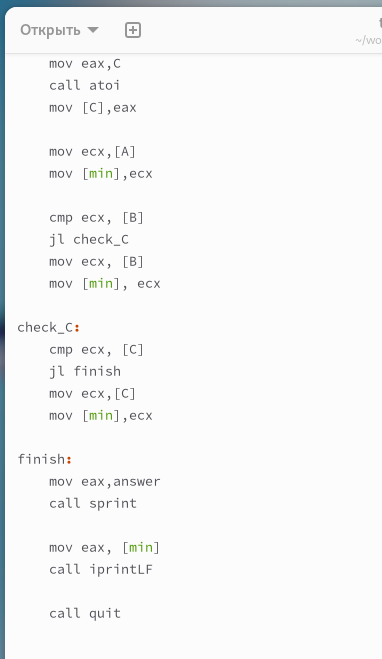 Открыть
~/wo
mov eax,C
call atoi
mov [C],eax
mov ecx,[A]
mov [min],ecx
cmp ecx, [B]
jl check_C
mov ecx, [B]
mov [min], ecx
check_C:
cmp ecx, [C]
jl finish
mov ecx,[C]
mov [min],ecx
finish:
mov eax,answer
call sprint
mov eax, [min]
call iprintLF
call quit